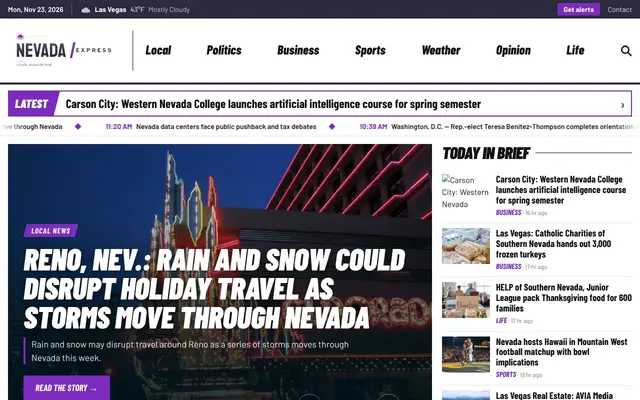 Mon, Nov 23, 2026
Las Vegas 43°F Mostly Cloudy
Get alerts
Contact
NEVADA / EXPRESS
Local
Politics
Business
Sports
Weather
Opinion
Life
LATEST
Carson City: Western Nevada College launches artificial intelligence course for spring semester
›
through Nevada
◆
11:20 AM Nevada data centers face public pushback and tax debates
◆
10:39 AM Washington, D.C. — Rep.-elect Teresa Benitez-Thompson completes orientation
LOCAL NEWS
RENO, NEV.: RAIN AND SNOW COULD
DISRUPT HOLIDAY TRAVEL AS
STORMS MOVE THROUGH NEVADA
Rain and snow may disrupt travel around Reno as a series of storms moves through
Nevada this week.
READ THE STORY →
TODAY IN BRIEF
Carson
City: Western
Nevada
Carson City: Western Nevada College
launches artificial intelligence course
for spring semester
BUSINESS · 16 hr ago
Las Vegas: Catholic Charities of
Southern Nevada hands out 3,000
frozen turkeys
BUSINESS · 17 hr ago
HELP of Southern Nevada, Junior
League pack Thanksgiving food for 600
families
LIFE · 17 hr ago
Nevada hosts Hawaii in Mountain West
football matchup with bowl
implications
SPORTS · 18 hr ago
Las Vegas Real Estate: AVIA Media